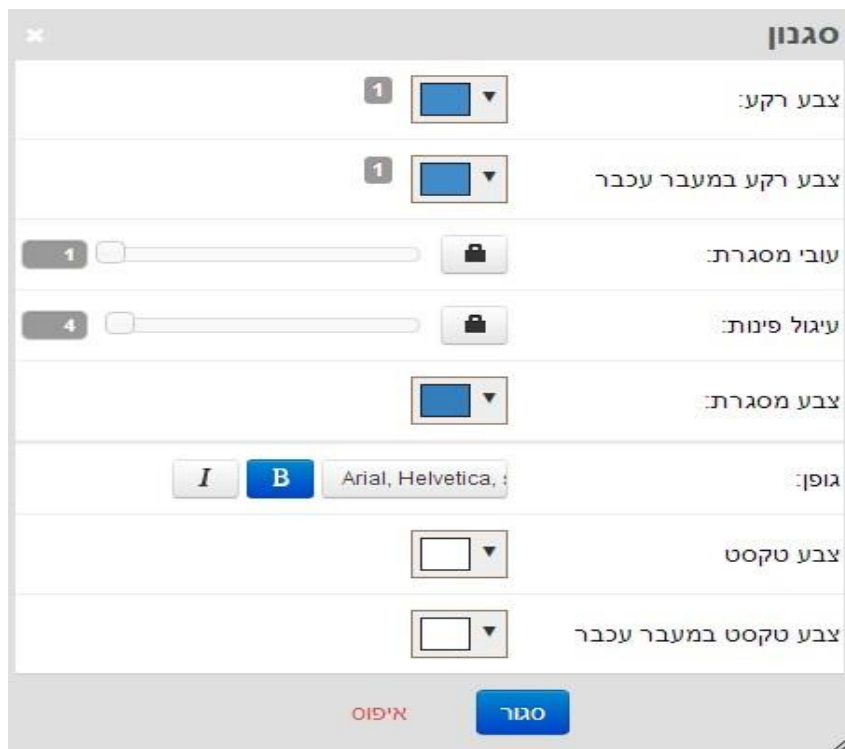 סגנון
צבע רקע: 1
צבע רקע במעבר עכבר 1
עובי מסגרת: 1
עיגול פינות: 4
צבע מסגרת:
גופן: Arial, Helvetica, B I
צבע טקסט
צבע טקסט במעבר עכבר
סגור איפוס